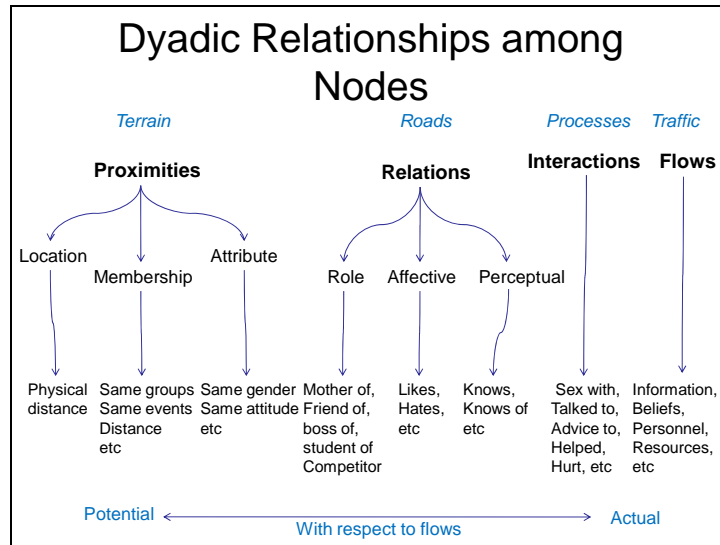 Dyadic Relationships among
Nodes
Terrain
Roads
Processes
Traffic
Proximities
Relations
Interactions
Flows
Location
Membership
Attribute
Role
Affective
Perceptual
Physical
distance
Same groups
Same events
Distance
etc
Same gender
Same attitude
etc
Mother of,
Friend of,
boss of,
student of
Competitor
Likes,
Hates,
etc
Knows,
Knows of
etc
Sex with,
Talked to,
Advice to,
Helped,
Hurt, etc
Information,
Beliefs,
Personnel,
Resources,
etc
Potential
With respect to flows
Actual